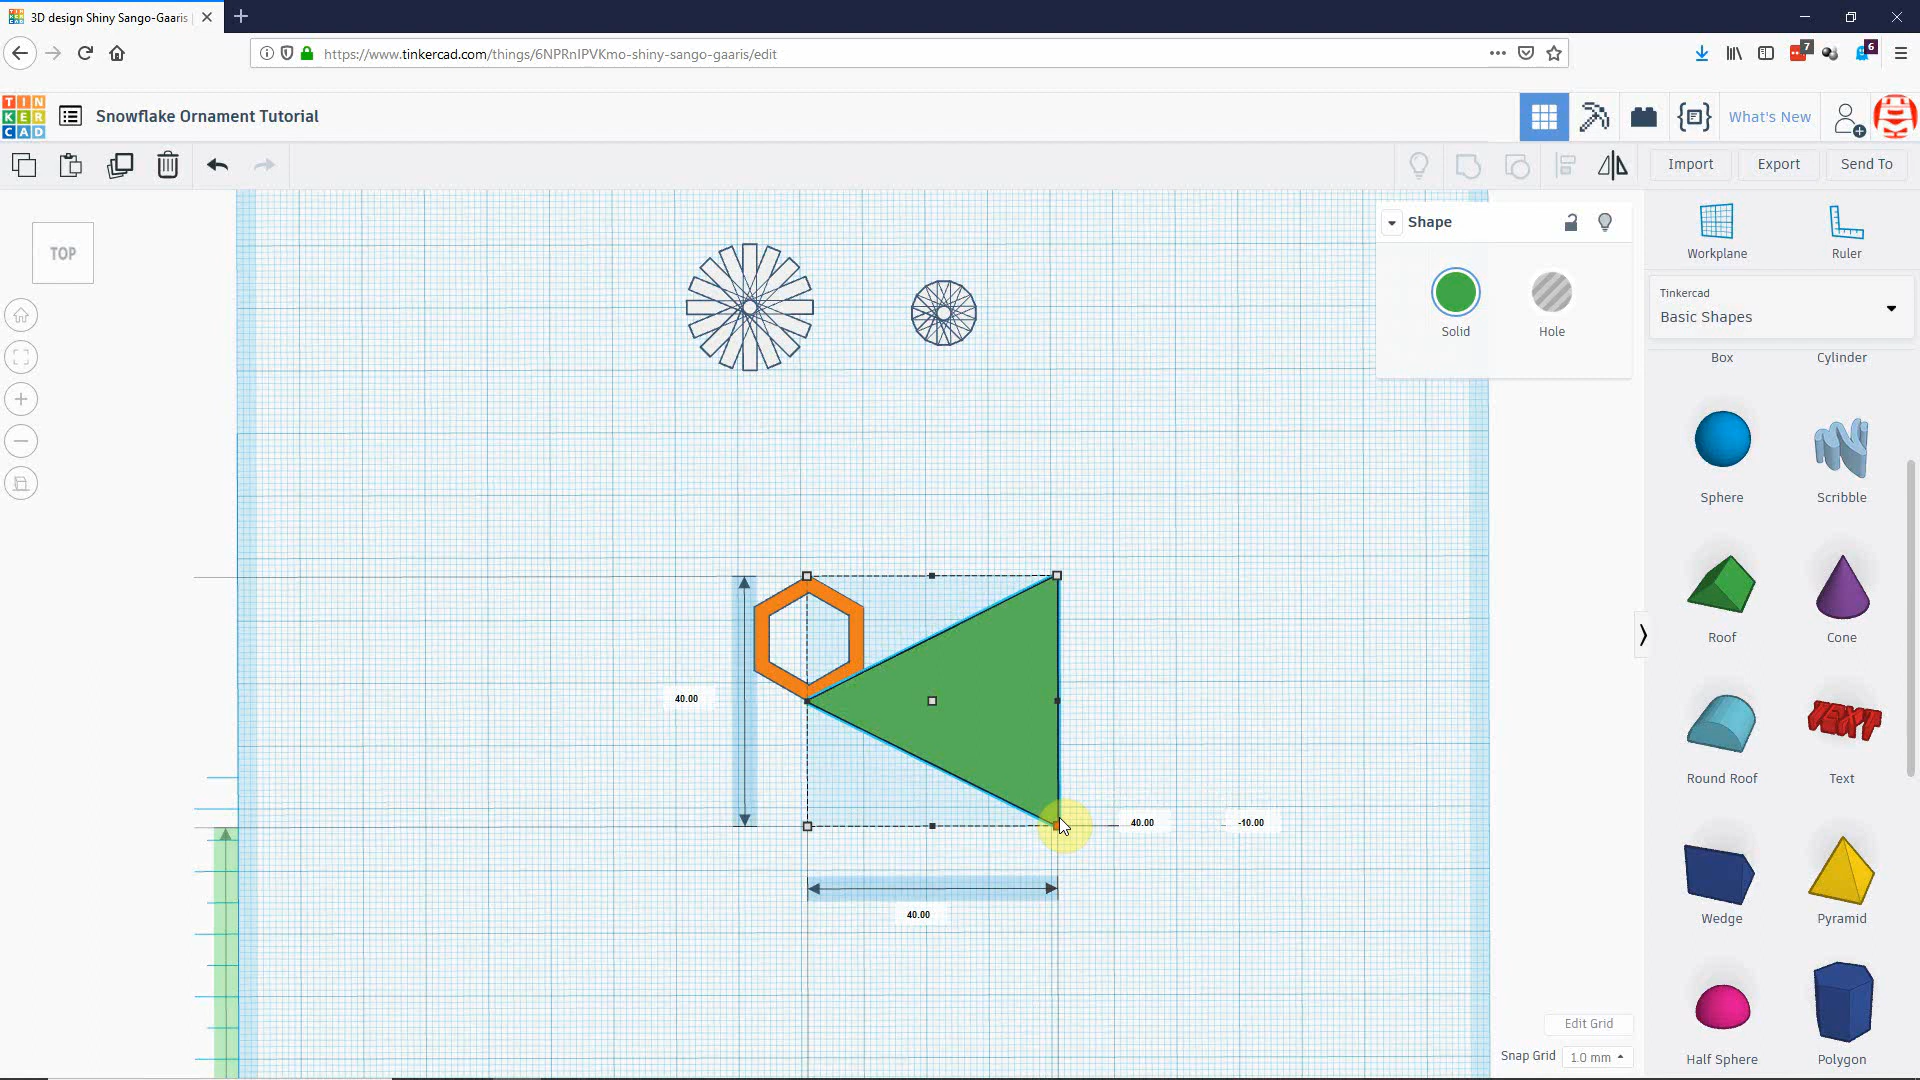 3D design Shiny Sango-Gaaris
https://www.tinkercad.com/things/6NPRnIPVKmo-shiny-sango-gaaris/edit
7
6
TIN
KER
CAD
Snowflake Ornament Tutorial
What's New
Import
Export
Send To
TOP
Shape
Solid
Hole
Workplane
Ruler
Tinkercad
Basic Shapes
Box
Cylinder
Sphere
Scribble
Roof
Cone
Round Roof
TEXT
Text
Wedge
Pyramid
Half Sphere
Polygon
40.00
40.00
-10.00
40.00
Edit Grid
Snap Grid
1.0 mm